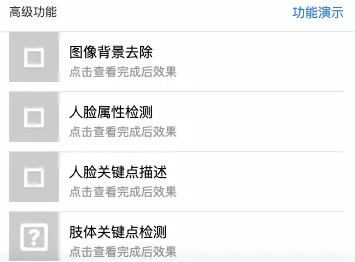 高级功能
功能演示
图像背景去除
点击查看完成后效果
人脸属性检测
点击查看完成后效果
人脸关键点描述
点击查看完成后效果
?
肢体关键点检测
点击查看完成后效果